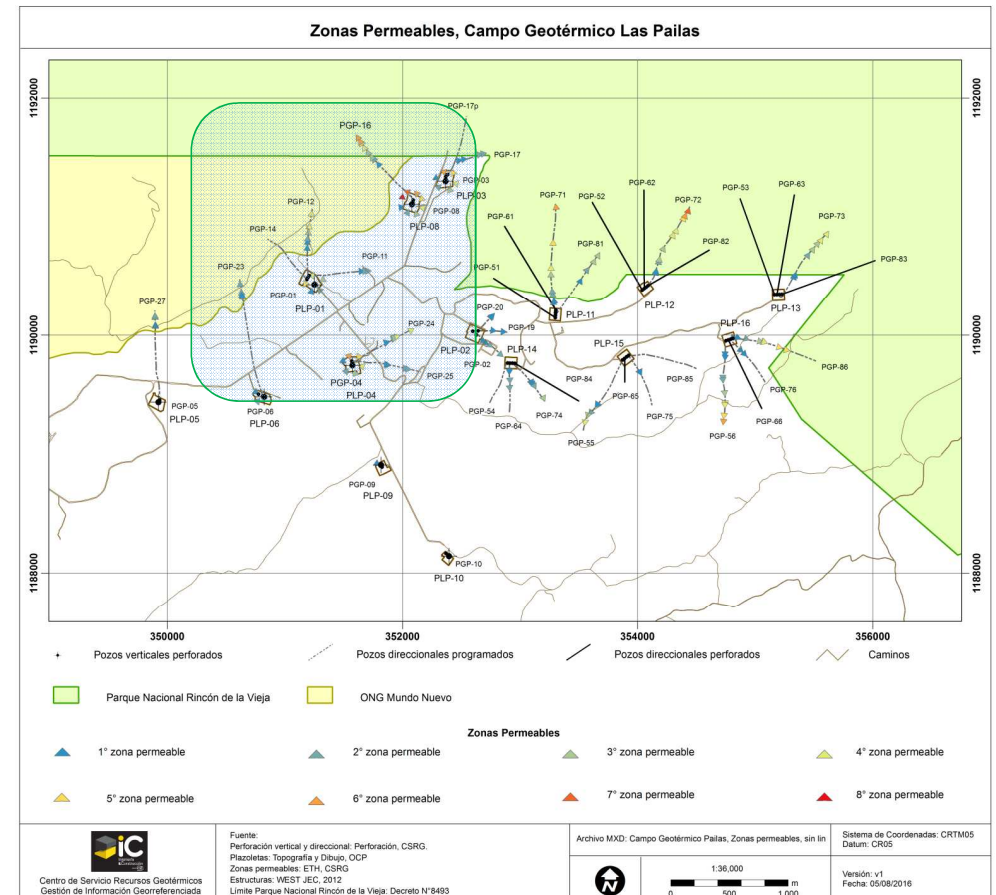 Zonas Permeables, Campo Geotérmico Las Pailas
1192000
1192000
PGP-17p
PGP-16
PGP-17
PGP-03
PLP-03
PGP-08
PLP-08
PGP-12
PGP-14
PGP-11
PGP-23
PGP-01
PLP-01
PGP-27
PGP-71
PGP-52
PGP-62
PGP-72
PGP-53
PGP-63
PGP-73
PGP-61
PGP-81
PGP-82
PGP-83
PGP-51
PLP-11
PLP-12
PLP-13
PGP-20
PGP-19
PLP-02
PGP-02
PLP-14
PLP-15
PLP-16
1190000
1190000
PGP-24
PGP-25
PGP-04
PLP-04
PGP-05
PLP-05
PGP-06
PLP-06
PGP-84
PGP-85
PGP-86
PGP-54
PGP-64
PGP-74
PGP-65
PGP-55
PGP-75
PGP-76
PGP-66
PGP-56
PGP-09
PLP-09
PGP-10
PLP-10
1188000
1188000
350000
352000
354000
356000
Pozos verticales perforados
Pozos direccionales programados
Pozos direccionales perforados
Caminos
Parque Nacional Rincón de la Vieja
ONG Mundo Nuevo
Zonas Permeables
1° zona permeable
2° zona permeable
3° zona permeable
4° zona permeable
5° zona permeable
6° zona permeable
7° zona permeable
8° zona permeable
iC
Centro de Servicio Recursos Geotérmicos
Gestión de Información Georreferenciada
Fuente:
Perforación vertical y direccional: Perforación, CSRG.
Plazoletas: Topografía y Dibujo, OCP
Zonas permeables: ETH, CSRG
Estructuras: WEST JEC, 2012
Limite Parque Nacional Rincón de la Vieja: Decreto N°8493
Archivo MXD: Campo Geotérmico Pailas, Zonas permeables, sin lin
N
1:36,000
m
0 500 1,000
Sistema de Coordenadas: CRTM05
Datum: CR05
Versión: v1
Fecha: 05/08/2016